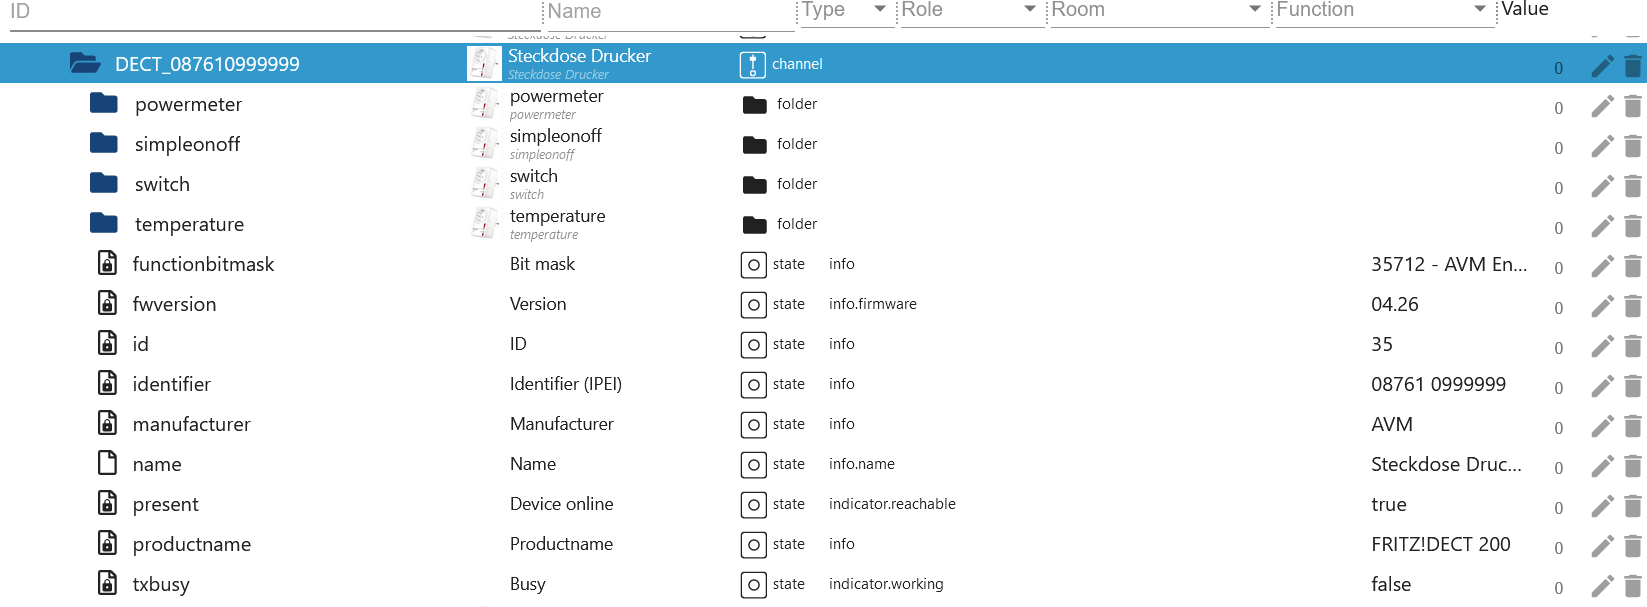 ID Name Type Role Room Function Value
Steckdose Drucker
DECT_087610999999 Steckdose Drucker channel 0
Steckdose Drucker
powermeter powermeter folder 0
powermeter
simpleonoff simpleonoff folder 0
simpleonoff
switch switch folder 0
switch
temperature temperature folder 0
temperature
functionbitmask Bit mask state info 35712 - AVM En... 0
fwversion Version state info.firmware 04.26 0
id ID state info 35 0
identifier Identifier (IPEI) state info 08761 0999999 0
manufacturer Manufacturer state info AVM 0
name Name state info.name Steckdose Druc... 0
present Device online state indicator.reachable true 0
productname Productname state info FRITZ!DECT 200 0
txbusy Busy state indicator.working false 0